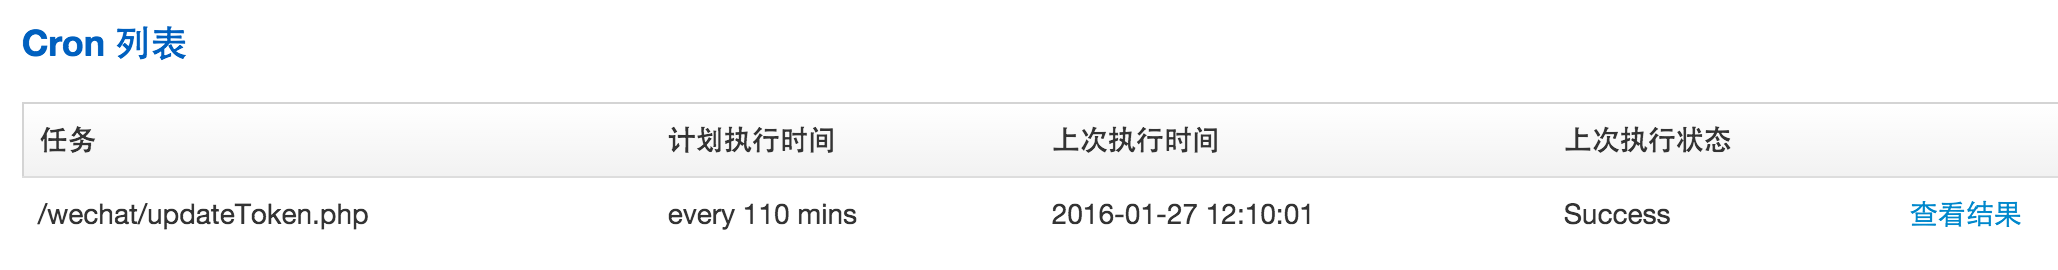 Cron 列表
任务 计划执行时间 上次执行时间 上次执行状态
/wechat/updateToken.php every 110 mins 2016-01-27 12:10:01 Success 查看结果